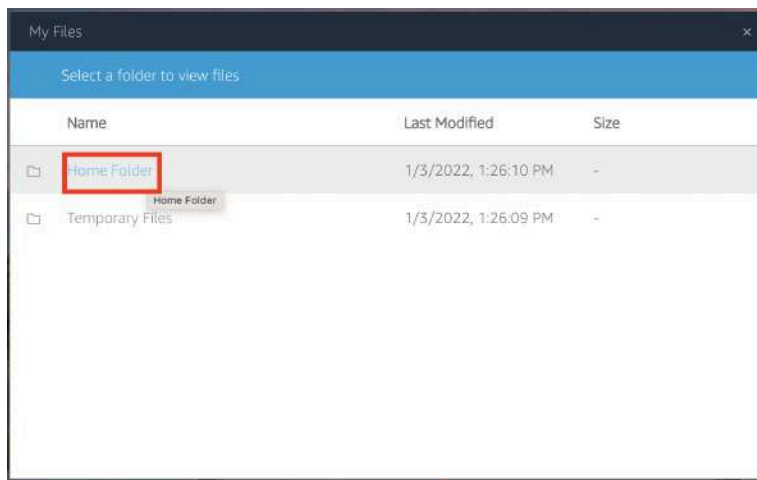 My Files ×
Select a folder to view files
Name Last Modified Size
Home Folder 1/3/2022, 1:26:10 PM -
Home Folder
Temporary Files 1/3/2022, 1:26:09 PM -